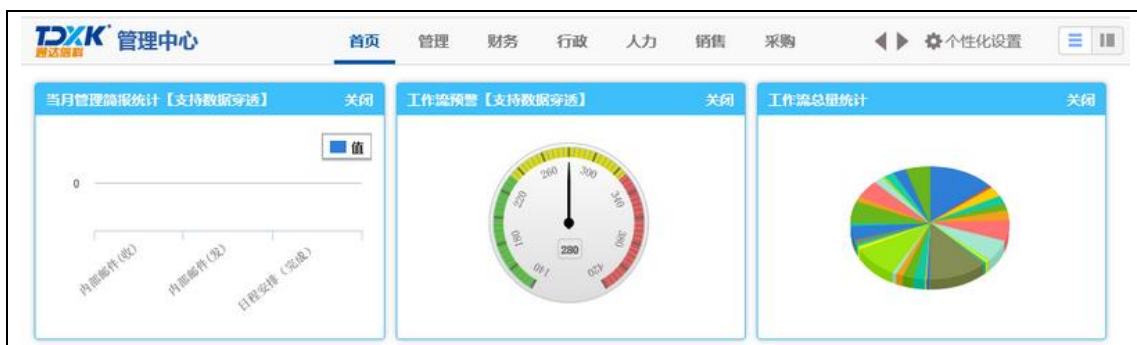 TDXK 管理中心 首页 管理 财务 行政 人力 销售 采购 个性化设置
通达信科
当月管理简报统计【支持数据穿透】 关闭
工作流预警【支持数据穿透】 关闭
工作流总量统计 关闭
值
0
内部邮件(收)
内部邮件(发)
日程安排(完成)
140
180
220
260
300
340
380
420
280